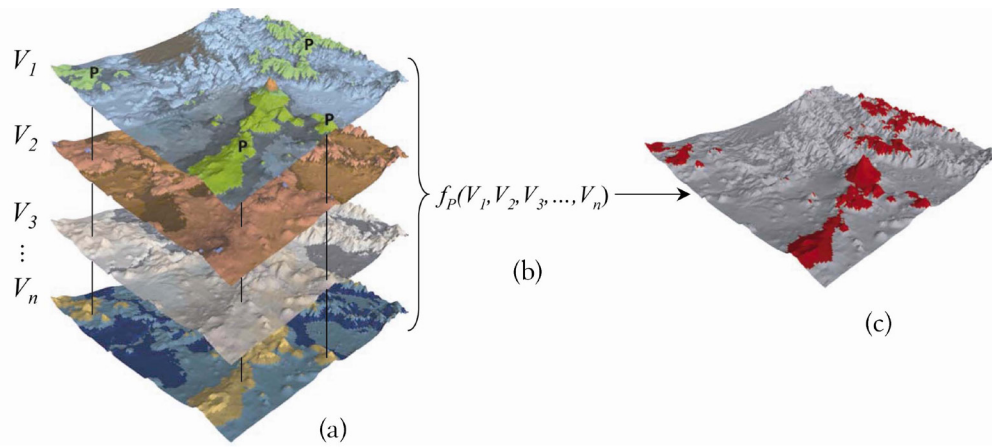 V1
P
P
V2
P
P
V3
⋮
Vn
fP(V1,V2,V3,...,Vn)
(a)
(b)
(c)